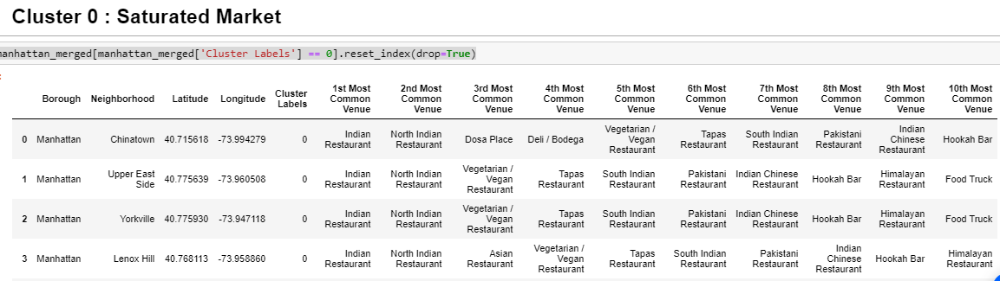 Cluster 0 : Saturated Market
manhattan_merged[manhattan_merged['Cluster Labels'] == 0].reset_index(drop=True)
Borough Neighborhood Latitude Longitude Cluster Labels 1st Most Common Venue 2nd Most Common Venue 3rd Most Common Venue 4th Most Common Venue 5th Most Common Venue 6th Most Common Venue 7th Most Common Venue 8th Most Common Venue 9th Most Common Venue 10th Most Common Venue
0 Manhattan Chinatown 40.715618 -73.994279 0 Indian Restaurant North Indian Restaurant Dosa Place Deli / Bodega Vegetarian / Vegan Restaurant Tapas Restaurant South Indian Restaurant Pakistani Restaurant Indian Chinese Restaurant Hookah Bar
1 Manhattan Upper East Side 40.775639 -73.960508 0 Indian Restaurant North Indian Restaurant Vegetarian / Vegan Restaurant Tapas Restaurant South Indian Restaurant Pakistani Restaurant Indian Chinese Restaurant Hookah Bar Himalayan Restaurant Food Truck
2 Manhattan Yorkville 40.775930 -73.947118 0 Indian Restaurant North Indian Restaurant Vegetarian / Vegan Restaurant Tapas Restaurant South Indian Restaurant Pakistani Restaurant Indian Chinese Restaurant Hookah Bar Himalayan Restaurant Food Truck
3 Manhattan Lenox Hill 40.768113 -73.958860 0 Indian Restaurant North Indian Restaurant Asian Restaurant Vegetarian / Vegan Restaurant Tapas Restaurant South Indian Restaurant Pakistani Restaurant Indian Chinese Restaurant Hookah Bar Himalayan Restaurant